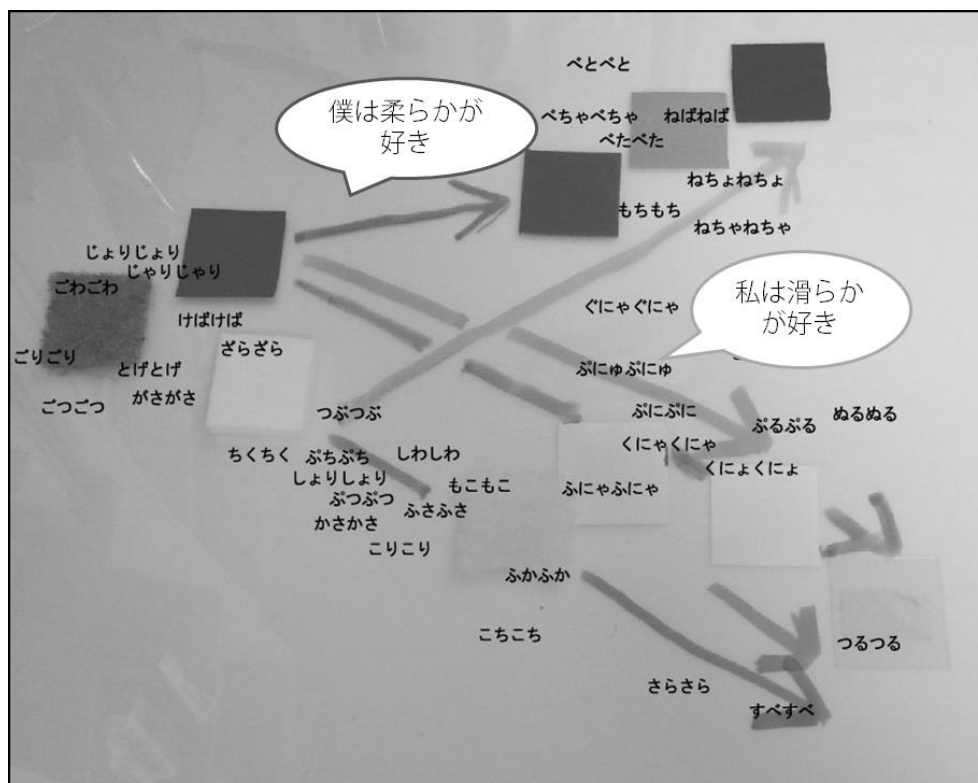 べとべと
僕は柔らかが
好き
べちゃべちゃ
ねばねば
べたべた
ねちょねちょ
もちもち
ねちゃねちゃ
じょりじょり
じゃりじゃり
ごわごわ
けばけば
ぐにゃぐにゃ
私は滑らか
が好き
ざらざら
ごりごり
とげとげ
がさがさ
ごつごつ
つぶつぶ
ぷにゅぷにゅ
ぷにぷに
ぷるぷる
ぬるぬる
くにゃくにゃ
くにょくにょ
ちくちく
ぷちぷち
しわしわ
しょりしょり
もこもこ
ぷつぷつ
ふさふさ
ふにゃふにゃ
かさかさ
こりこり
ふかふか
こちこち
つるつる
さらさら
すべすべ